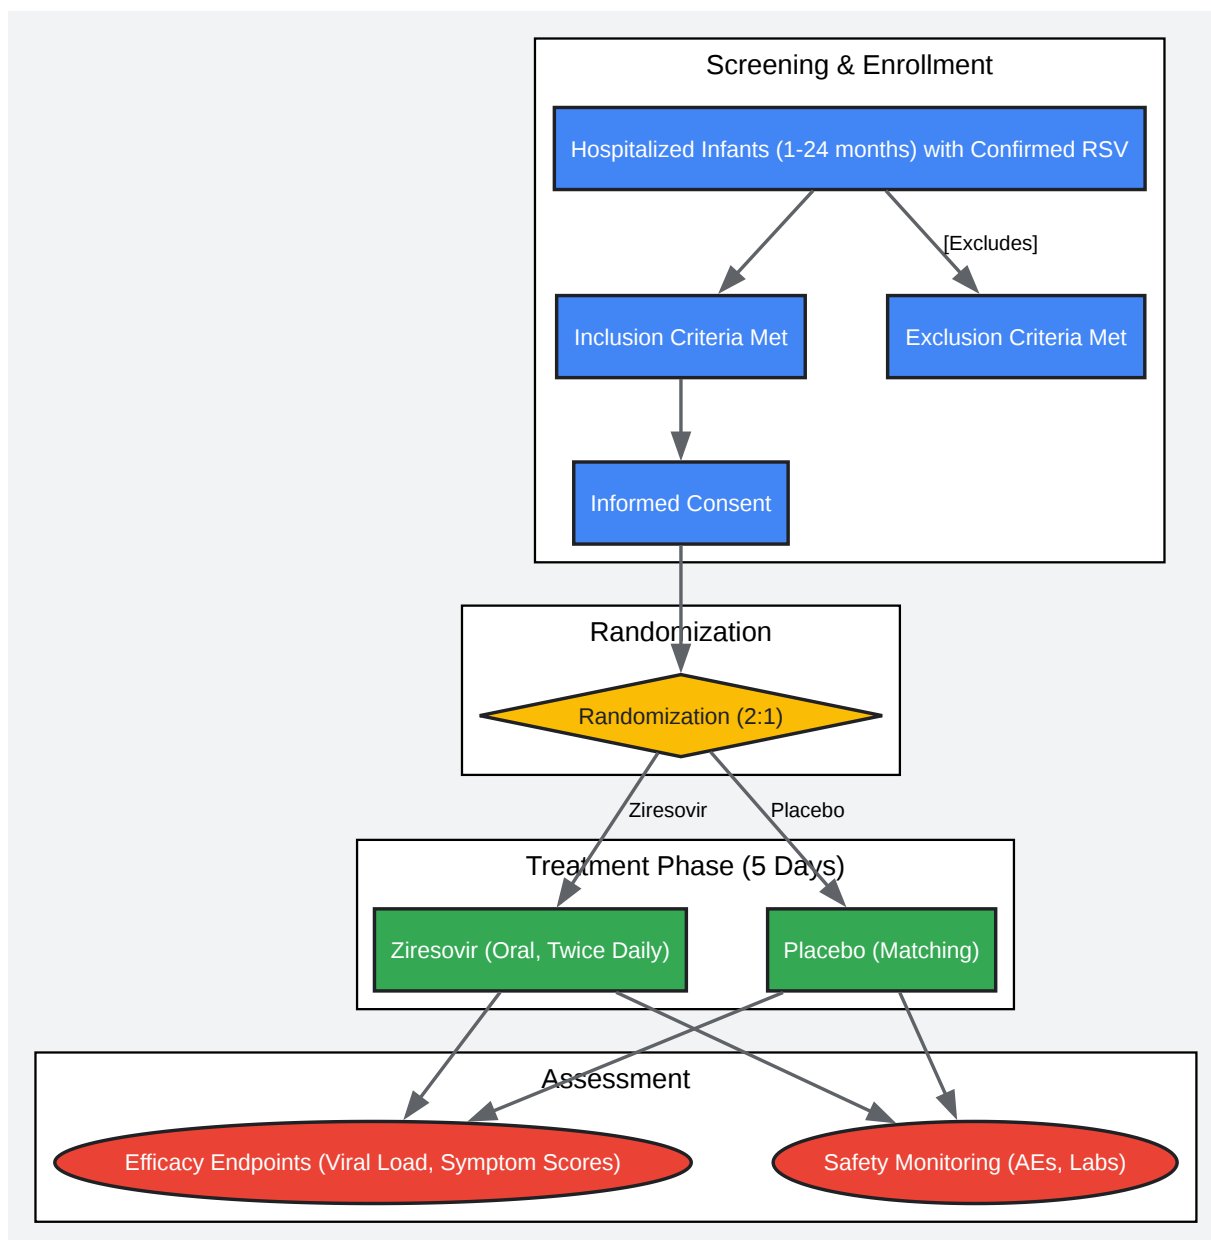 Screening & Enrollment
Hospitalized Infants (1-24 months) with Confirmed RSV
[Excludes]
Inclusion Criteria Met
Exclusion Criteria Met
Informed Consent
Randomization
Randomization (2:1)
Ziresovir
Placebo
Treatment Phase (5 Days)
Ziresovir (Oral, Twice Daily)
Placebo (Matching)
Assessment
Efficacy Endpoints (Viral Load, Symptom Scores)
Safety Monitoring (AEs, Labs)